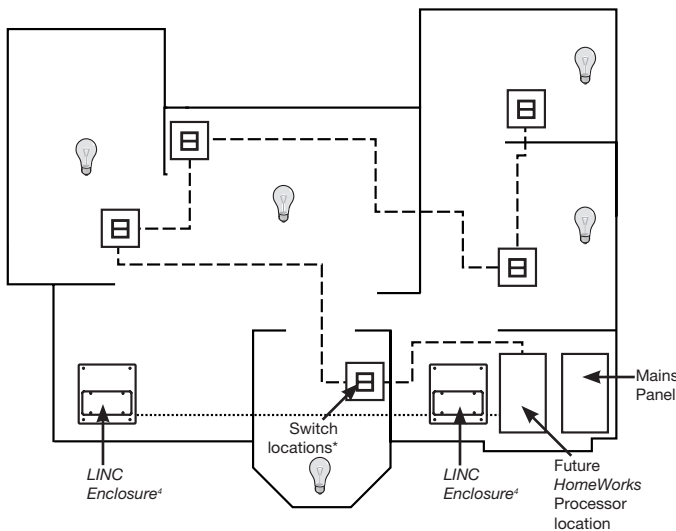 Mains
Panel
Switch
locations*
LINC
Enclosure⁴
LINC
Enclosure⁴
Future
HomeWorks
Processor
location